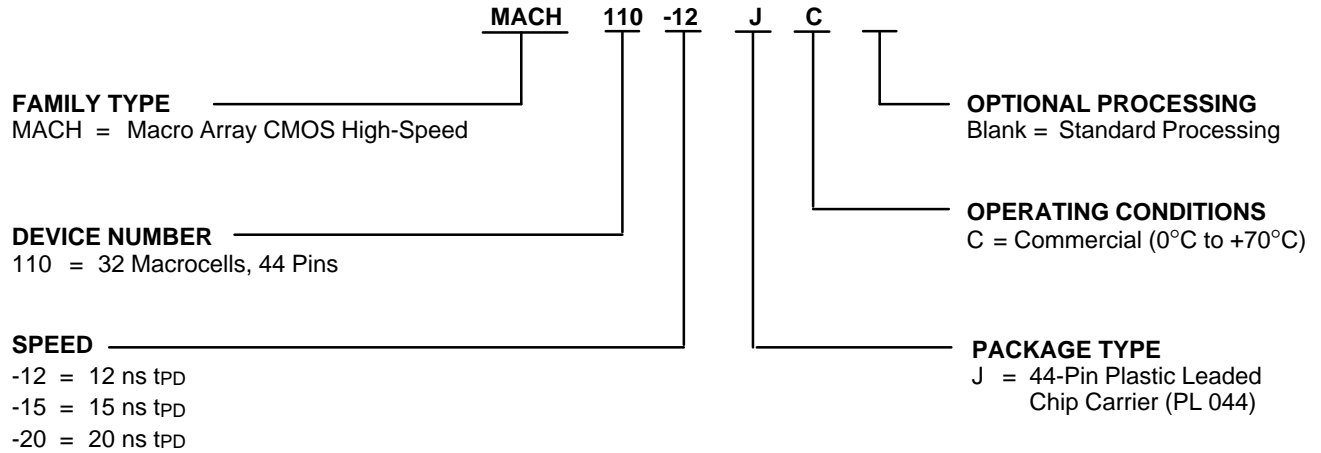 MACH 110 -12 J C
FAMILY TYPE
MACH = Macro Array CMOS High-Speed
DEVICE NUMBER
110 = 32 Macrocells, 44 Pins
SPEED
-12 = 12 ns tPD
-15 = 15 ns tPD
-20 = 20 ns tPD
OPTIONAL PROCESSING
Blank = Standard Processing
OPERATING CONDITIONS
C = Commercial (0°C to +70°C)
PACKAGE TYPE
J = 44-Pin Plastic Leaded
Chip Carrier (PL 044)